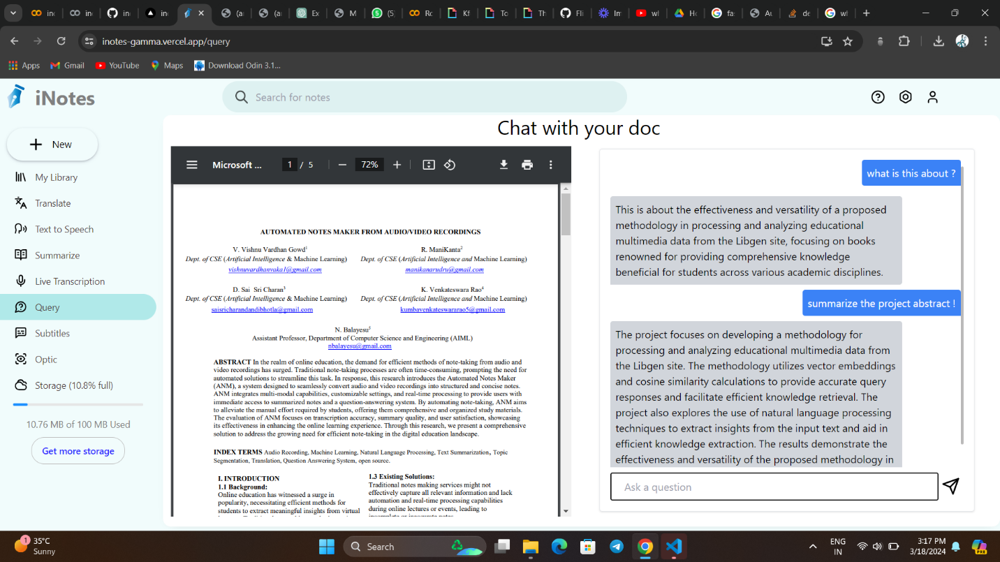 inc
inc
inc
inc
(an
(an
Ex
M
(5)
Ro
Kf
To
Th
Fli
Im
wl
Ho
fa:
Au
de
wl
inotes-gamma.vercel.app/query
Apps
Gmail
YouTube
Maps
Download Odin 3.1...
iNotes
Search for notes
New
My Library
Translate
Text to Speech
Summarize
Live Transcription
Query
Subtitles
Optic
Storage (10.8% full)
10.76 MB of 100 MB Used
Get more storage
Chat with your doc
Microsoft ...
1 / 5
72%
AUTOMATED NOTES MAKER FROM AUDIO/VIDEO RECORDINGS
V. Vishnu Vardhan Gowd1
Dept. of CSE (Artificial Intelligence & Machine Learning)
vishnuvardhanvaka1@gmail.com
R. ManiKanta2
Dept. of CSE (Artificial Intelligence and Machine Learning)
manikanarudru@gmail.com
D. Sai Sri Charan3
Dept. of CSE (Artificial Intelligence & Machine Learning)
saisricharandandibhotla@gmail.com
K. Venkateswara Rao4
Dept. of CSE (Artificial Intelligence and Machine Learning)
kumbavenkateswararao5@gmail.com
N. Balayesu5
Assistant Professor, Department of Computer Science and Engineering (AIML)
nbalayesu@gmail.com
ABSTRACT In the realm of online education, the demand for efficient methods of note-taking from audio and
video recordings has surged. Traditional note-taking processes are often time-consuming, prompting the need for
automated solutions to streamline this task. In response, this research introduces the Automated Notes Maker
(ANM), a system designed to seamlessly convert audio and video recordings into structured and concise notes.
ANM integrates multi-modal capabilities, customizable settings, and real-time processing to provide users with
immediate access to summarized notes and a question-answering system. By automating note-taking, ANM aims
to alleviate the manual effort required by students, offering them comprehensive and organized study materials.
The evaluation of ANM focuses on transcription accuracy, summary quality, and user satisfaction, showcasing
its effectiveness in enhancing the online learning experience. Through this research, we present a comprehensive
solution to address the growing need for efficient note-taking in the digital education landscape.
INDEX TERMS Audio Recording, Machine Learning, Natural Language Processing, Text Summarization, Topic
Segmentation, Translation, Question Answering System, open source.
I. INTRODUCTION
1.1 Background:
Online education has witnessed a surge in
popularity, necessitating efficient methods for
students to extract meaningful insights from virtual
1.3 Existing Solutions:
Traditional notes making services might not
effectively capture all relevant information and lack
automation and real-time processing capabilities
during online lectures or events, leading to
incomplete or inaccurate notes
what is this about ?
This is about the effectiveness and versatility of a proposed
methodology in processing and analyzing educational
multimedia data from the Libgen site, focusing on books
renowned for providing comprehensive knowledge
beneficial for students across various academic disciplines.
summarize the project abstract !
The project focuses on developing a methodology for
processing and analyzing educational multimedia data from
the Libgen site. The methodology utilizes vector embeddings
and cosine similarity calculations to provide accurate query
responses and facilitate efficient knowledge retrieval. The
project also explores the use of natural language processing
techniques to extract insights from the input text and aid in
efficient knowledge extraction. The results demonstrate the
effectiveness and versatility of the proposed methodology in
Ask a question
1
35°C
Sunny
Search
ENG
IN
3:17 PM
3/18/2024
PRE